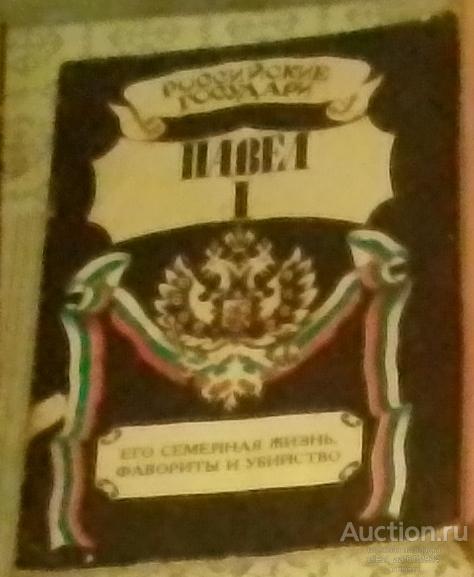 РОССИЙСКИЕ
ГОСУДАРИ
ПАВЕЛ
I
ЕГО СЕМЕЙНАЯ ЖИЗНЬ,
ФАВОРИТЫ И УБИЙСТВО
Auction.ru